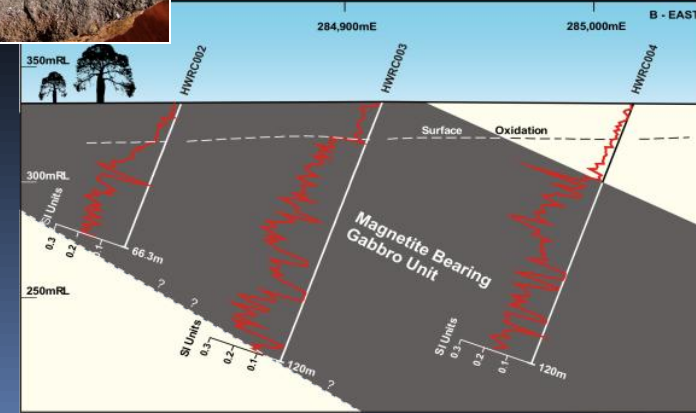 284,900mE
285,000mE
B - EAST
350mRL
HWRC002
HWRC003
HWRC004
Surface Oxidation
300mRL
SI Units
0.3
0.2
0.1
66.3m
Magnetite Bearing
Gabbro Unit
?
?
250mRL
SI Units
0.3
0.2
0.1
120m
?
SI Units
0.3
0.2
0.1
120m